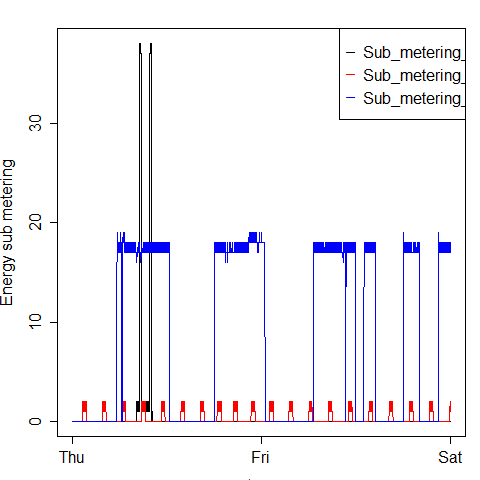 Sub_metering_
Sub_metering_
Sub_metering_
Energy sub metering
30
20
10
0
Thu
Fri
Sat